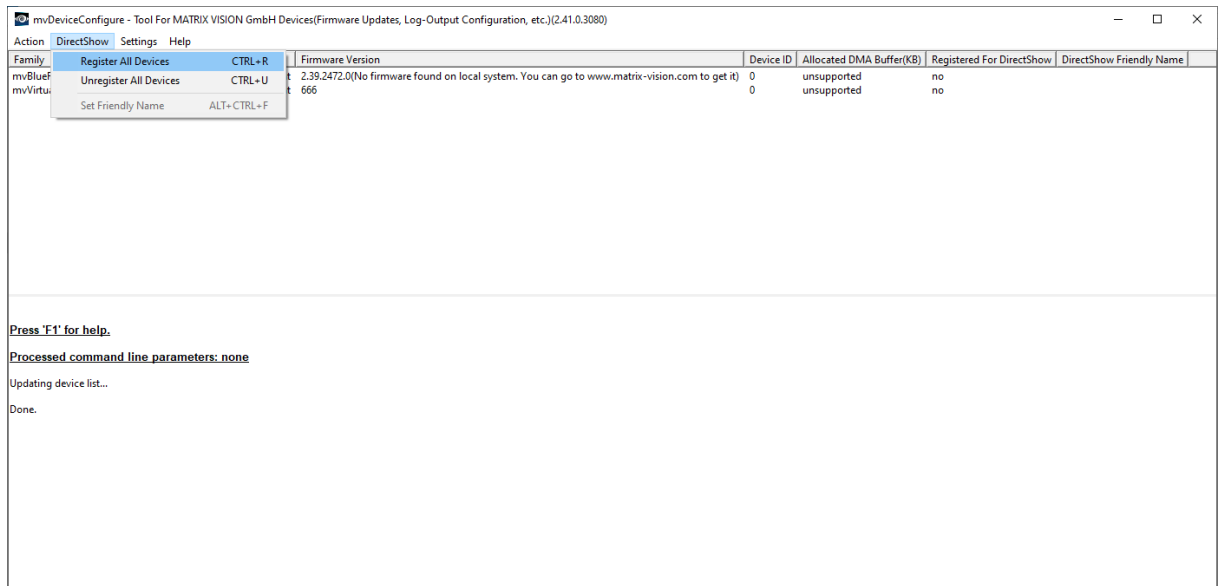 mvDeviceConfigure - Tool For MATRIX VISION GmbH Devices(Firmware Updates, Log-Output Configuration, etc.)(2.41.0.3080)
Action DirectShow Settings Help
Family Firmware Version Device ID Allocated DMA Buffer(KB) Registered For DirectShow DirectShow Friendly Name
Register All Devices CTRL+R
Unregister All Devices CTRL+U
Set Friendly Name ALT+CTRL+F
2.39.2472.0(No firmware found on local system. You can go to www.matrix-vision.com to get it) 0 unsupported no
666 0 unsupported no
Press 'F1' for help.
Processed command line parameters: none
Updating device list...
Done.